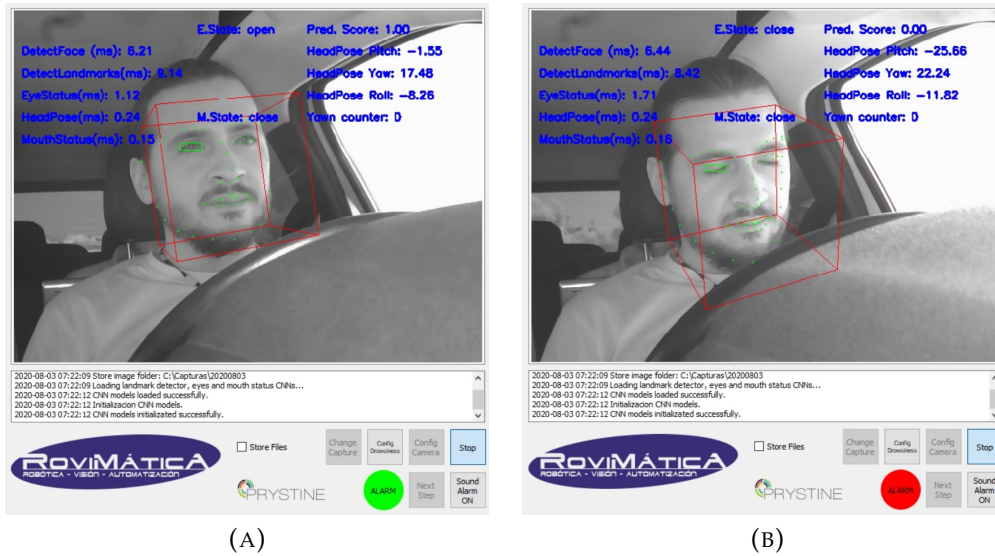 E.State: open Pred. Score: 1.00
DetectFace (ms): 6.21 HeadPose Pitch: -1.55
DetectLandmarks(ms): 9.14 HeadPose Yaw: 17.48
EyeStatus(ms): 1.12 HeadPose Roll: -8.26
HeadPose(ms): 0.24 M.State: close Yawn counter: 0
MouthStatus(ms): 0.15
2020-08-03 07:22:09 Store image folder: C:\Capturas\20200803
2020-08-03 07:22:09 Loading landmark detector, eyes and mouth status CNNs...
2020-08-03 07:22:12 CNN models loaded successfully.
2020-08-03 07:22:12 Initializacion CNN models.
2020-08-03 07:22:12 CNN models initializated successfully.
ROVIMÁTICA
ROBÓTICA - VISIÓN - AUTOMATIZACIÓN
Store Files
Change Capture
Config Drowsiness
Config Camera
Stop
PRYSTINE
ALARM
Next Step
Sound Alarm ON
(A)
E.State: close Pred. Score: 0.00
DetectFace (ms): 6.44 HeadPose Pitch: -25.66
DetectLandmarks(ms): 8.42 HeadPose Yaw: 22.24
EyeStatus(ms): 1.71 HeadPose Roll: -11.82
HeadPose(ms): 0.24 M.State: close Yawn counter: 0
MouthStatus(ms): 0.16
2020-08-03 07:22:09 Store image folder: C:\Capturas\20200803
2020-08-03 07:22:09 Loading landmark detector, eyes and mouth status CNNs...
2020-08-03 07:22:12 CNN models loaded successfully.
2020-08-03 07:22:12 Initializacion CNN models.
2020-08-03 07:22:12 CNN models initializated successfully.
ROVIMÁTICA
ROBÓTICA - VISIÓN - AUTOMATIZACIÓN
Store Files
Change Capture
Config Drowsiness
Config Camera
Stop
PRYSTINE
ALARM
Next Step
Sound Alarm ON
(B)